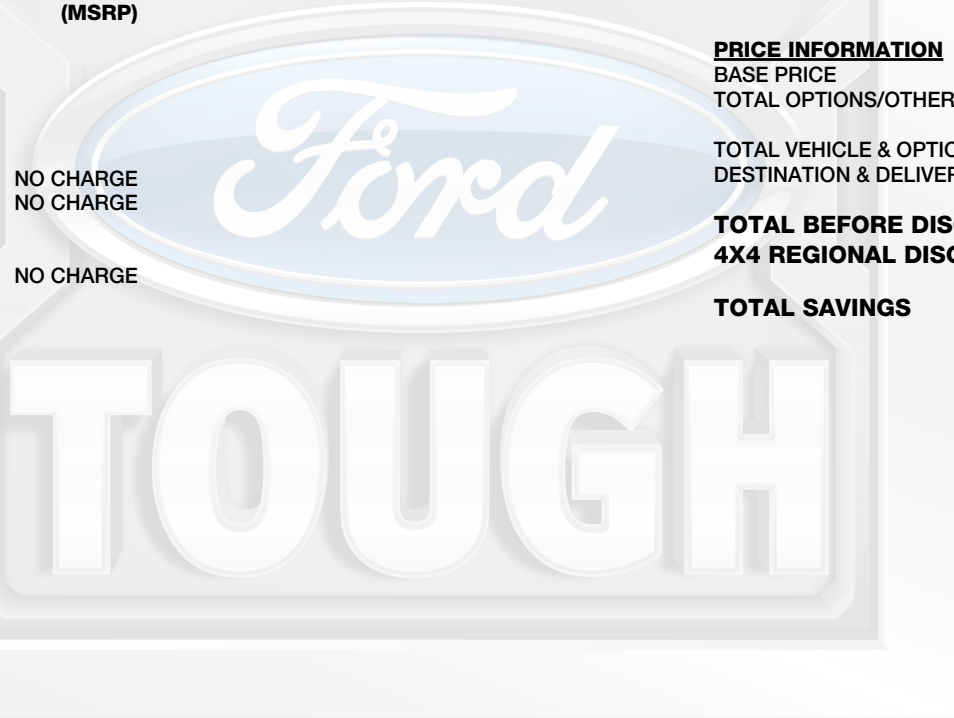 (MSRP)
NO CHARGE
NO CHARGE
NO CHARGE
Ford
TOUGH
PRICE INFORMATION
BASE PRICE
TOTAL OPTIONS/OTHER
TOTAL VEHICLE & OPTIO
DESTINATION & DELIVER
TOTAL BEFORE DISC
4X4 REGIONAL DISC
TOTAL SAVINGS